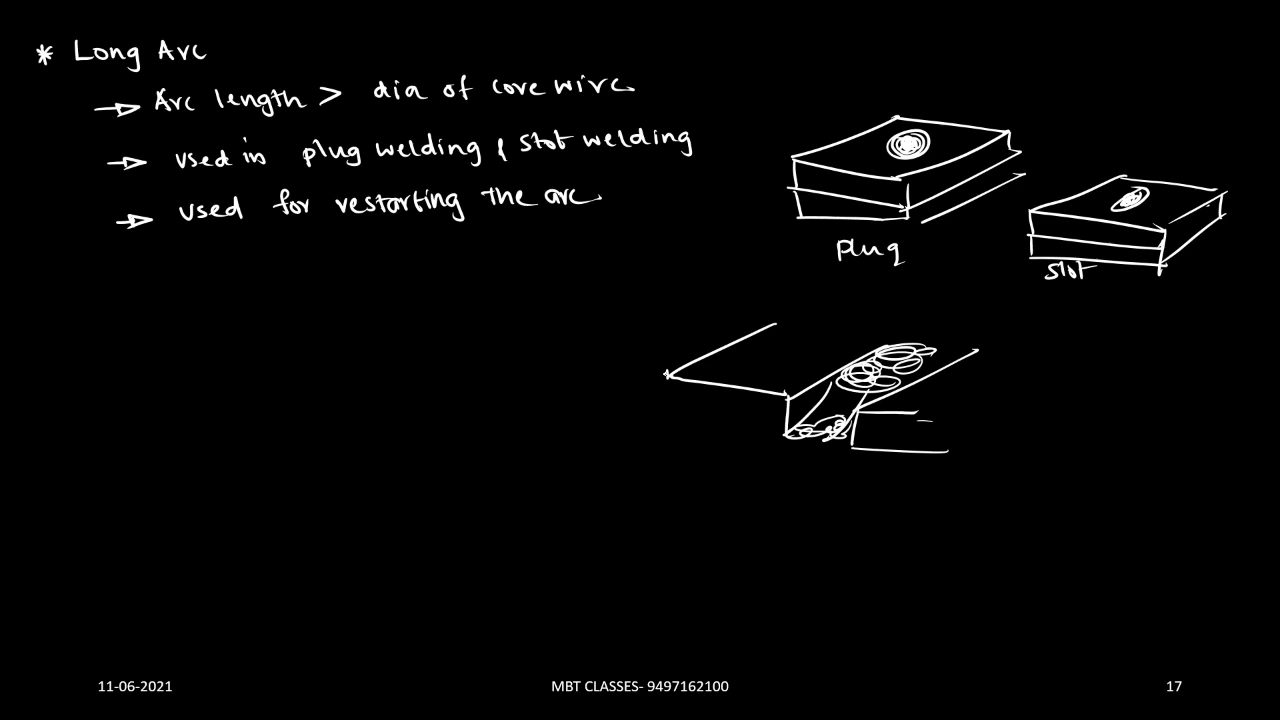 * Long Arc
→ Arc length > dia of core wire
→ used in plug welding & slot welding
→ used for restarting the arc
plug
slot
11-06-2021
MBT CLASSES- 9497162100
17